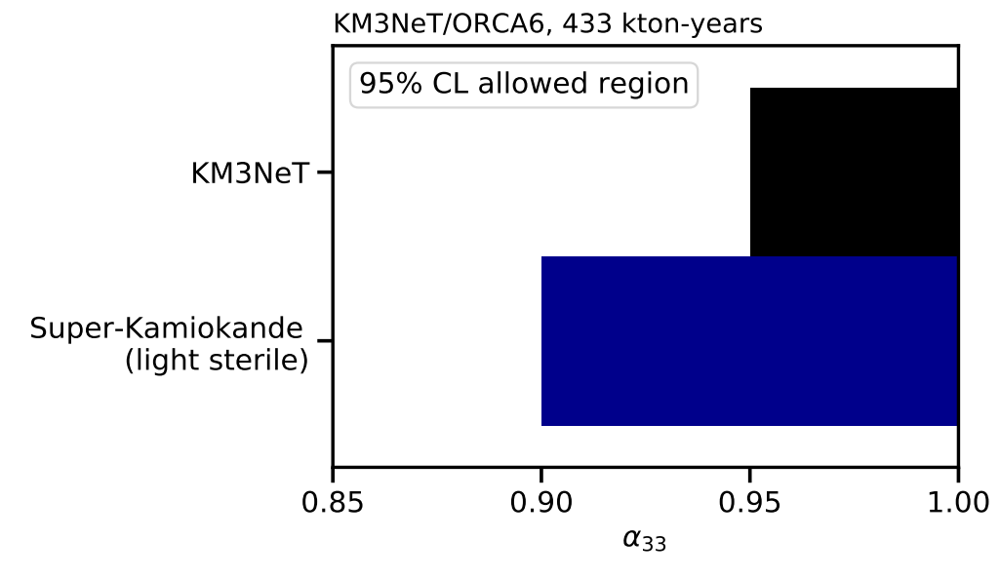 KM3NeT/ORCA6, 433 kton-years
95% CL allowed region
KM3NeT
Super-Kamiokande
(light sterile)
0.85 0.90 0.95 1.00
α₃₃